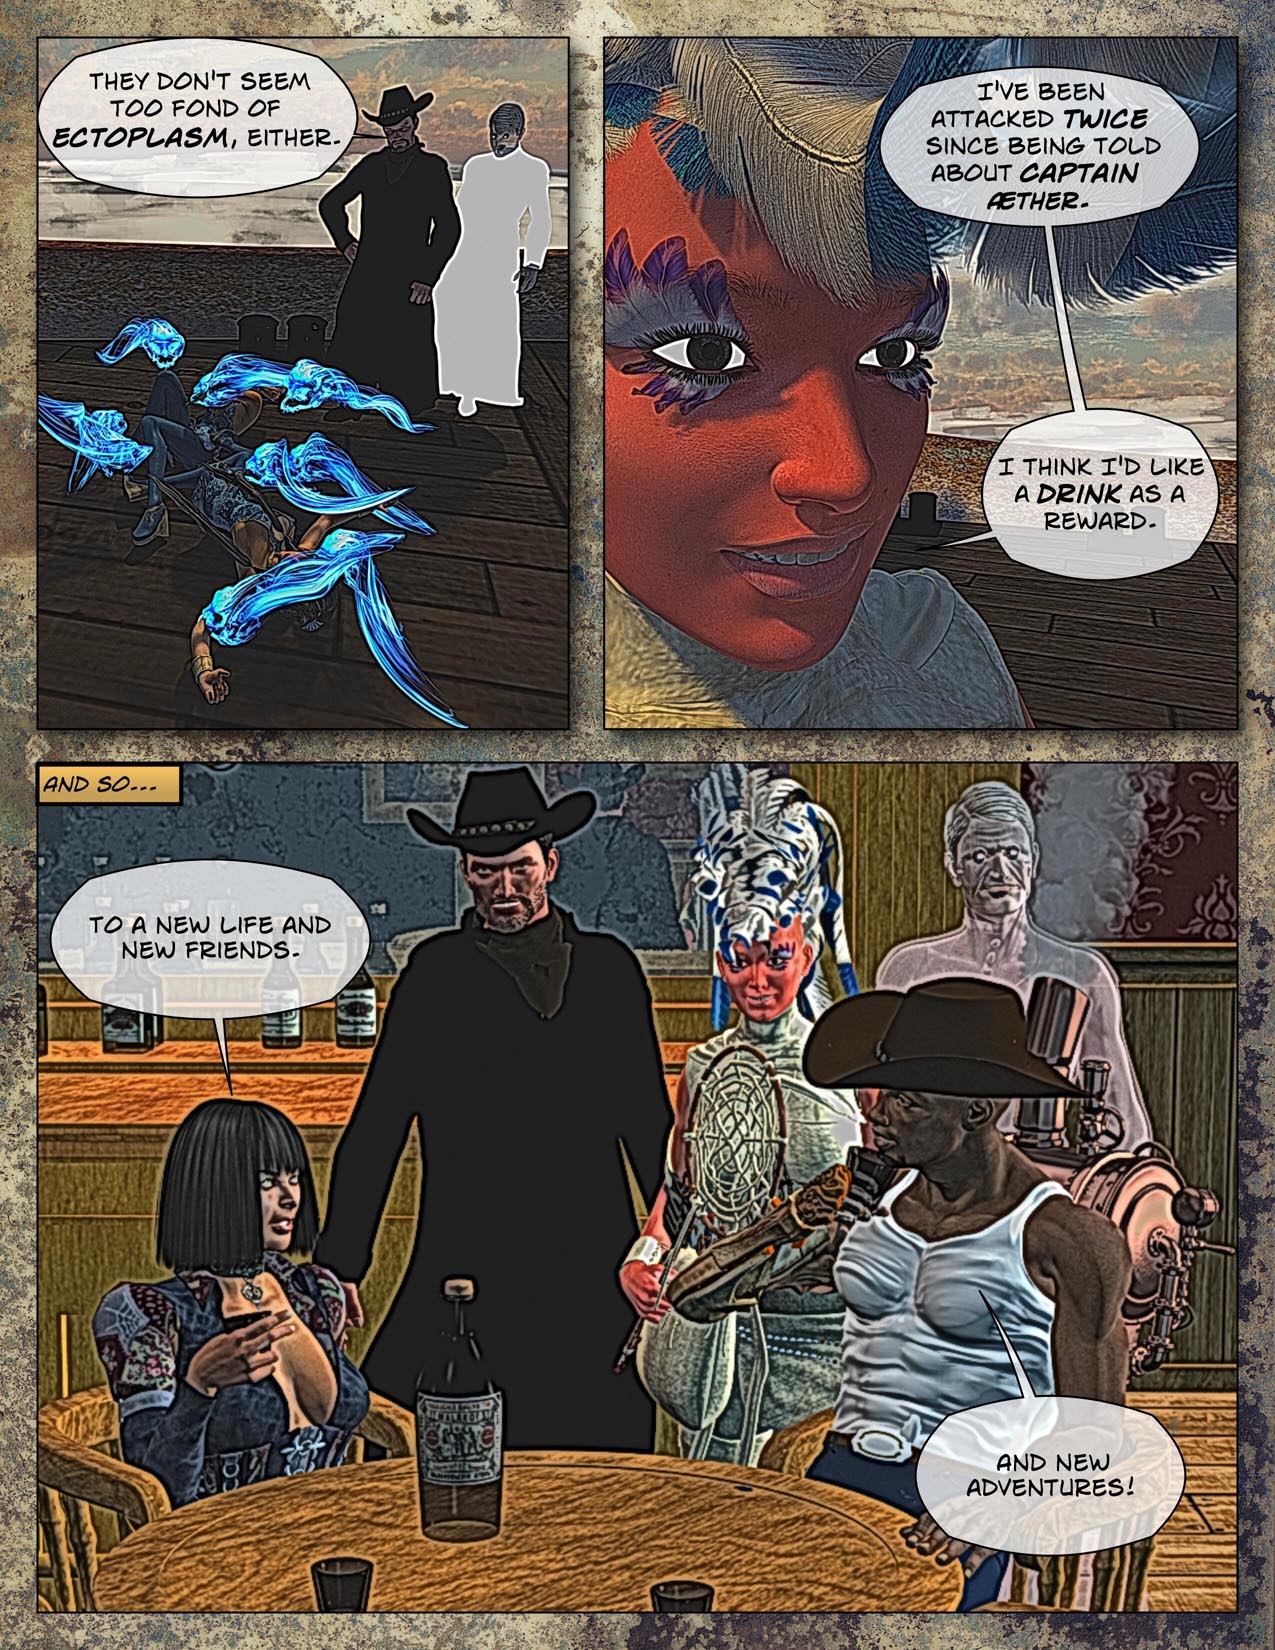 THEY DON'T SEEM
TOO FOND OF
ECTOPLASM, EITHER.
I'VE BEEN
ATTACKED TWICE
SINCE BEING TOLD
ABOUT CAPTAIN
ÆTHER.
I THINK I'D LIKE
A DRINK AS A
REWARD.
AND SO...
TO A NEW LIFE AND
NEW FRIENDS.
AND NEW
ADVENTURES!